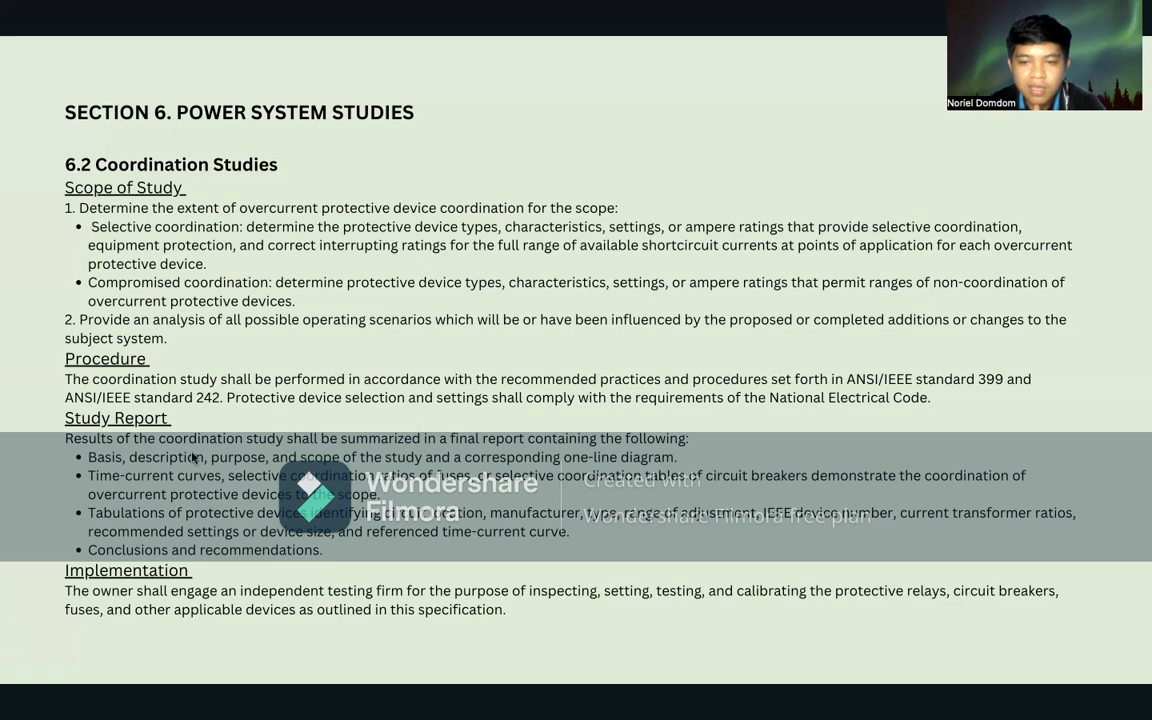 Noriel Domdom
SECTION 6. POWER SYSTEM STUDIES
6.2 Coordination Studies
Scope of Study
1. Determine the extent of overcurrent protective device coordination for the scope:
• Selective coordination: determine the protective device types, characteristics, settings, or ampere ratings that provide selective coordination,
equipment protection, and correct interrupting ratings for the full range of available shortcircuit currents at points of application for each overcurrent
protective device.
• Compromised coordination: determine protective device types, characteristics, settings, or ampere ratings that permit ranges of non-coordination of
overcurrent protective devices.
2. Provide an analysis of all possible operating scenarios which will be or have been influenced by the proposed or completed additions or changes to the
subject system.
Procedure
The coordination study shall be performed in accordance with the recommended practices and procedures set forth in ANSI/IEEE standard 399 and
ANSI/IEEE standard 242. Protective device selection and settings shall comply with the requirements of the National Electrical Code.
Study Report
Results of the coordination study shall be summarized in a final report containing the following:
• Basis, description, purpose, and scope of the study and a corresponding one-line diagram.
• Time-current curves, selective coordination ratios of fuses, or selective coordination tables of circuit breakers demonstrate the coordination of
overcurrent protective devices to the scope.
• Tabulations of protective devices identifying circuit location, manufacturer, type, range of adjustment, IEEE device number, current transformer ratios,
recommended settings or device size, and referenced time-current curve.
• Conclusions and recommendations.
Wondershare
Filmora
Created with
Wondershare Filmora free plan
Implementation
The owner shall engage an independent testing firm for the purpose of inspecting, setting, testing, and calibrating the protective relays, circuit breakers,
fuses, and other applicable devices as outlined in this specification.